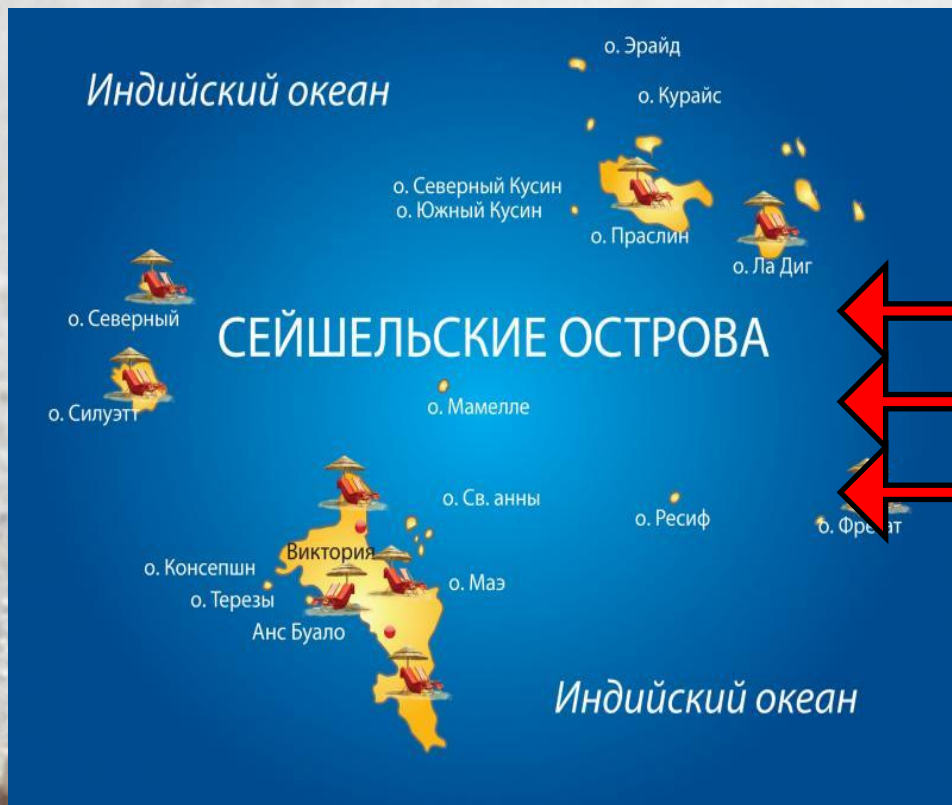 о. Эрайд
Индийский океан
о. Курайс
о. Северный Кусин
о. Южный Кусин
о. Праслин
о. Ла Диг
о. Северный
СЕЙШЕЛЬСКИЕ ОСТРОВА
о. Силуэтт
о. Мамелле
о. Св. анны
о. Ресиф
о. Фрегат
Виктория
о. Консепшн
о. Маэ
о. Терезы
Анс Буало
Индийский океан